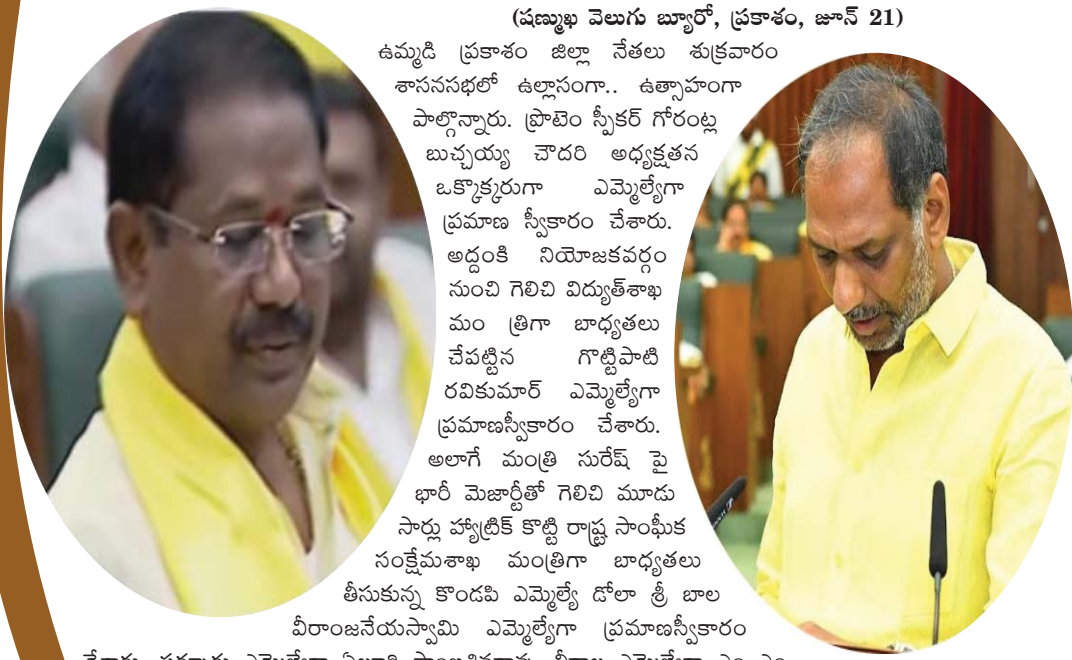 (షణ్ముఖ వెలుగు బ్యూరో, ప్రకాశం, జూన్ 21)
ఉమ్మడి ప్రకాశం జిల్లా నేతలు శుక్రవారం
శాసనసభలో ఉల్లాసంగా.. ఉత్సాహంగా
పాల్గొన్నారు. ప్రొటెం స్పీకర్ గోరంట్ల
బుచ్చయ్య చౌదరి అధ్యక్షతన
ఒక్కొక్కరుగా ఎమ్మెల్యేగా
ప్రమాణ స్వీకారం చేశారు.
అద్దంకి నియోజకవర్గం
నుంచి గెలిచి విద్యుత్‌శాఖ
మం త్రిగా బాధ్యతలు
చేపట్టిన గొట్టిపాటి
రవికుమార్ ఎమ్మెల్యేగా
ప్రమాణస్వీకారం చేశారు.
అలాగే మంత్రి సురేష్ పై
భారీ మెజార్టీతో గెలిచి మూడు
సార్లు హ్యాట్రిక్ కొట్టి రాష్ట్ర సాంఘీక
సంక్షేమశాఖ మంత్రిగా బాధ్యతలు
తీసుకున్న కొండపి ఎమ్మెల్యే డోలా శ్రీ బాల
వీరాంజనేయస్వామి ఎమ్మెల్యేగా ప్రమాణస్వీకారం